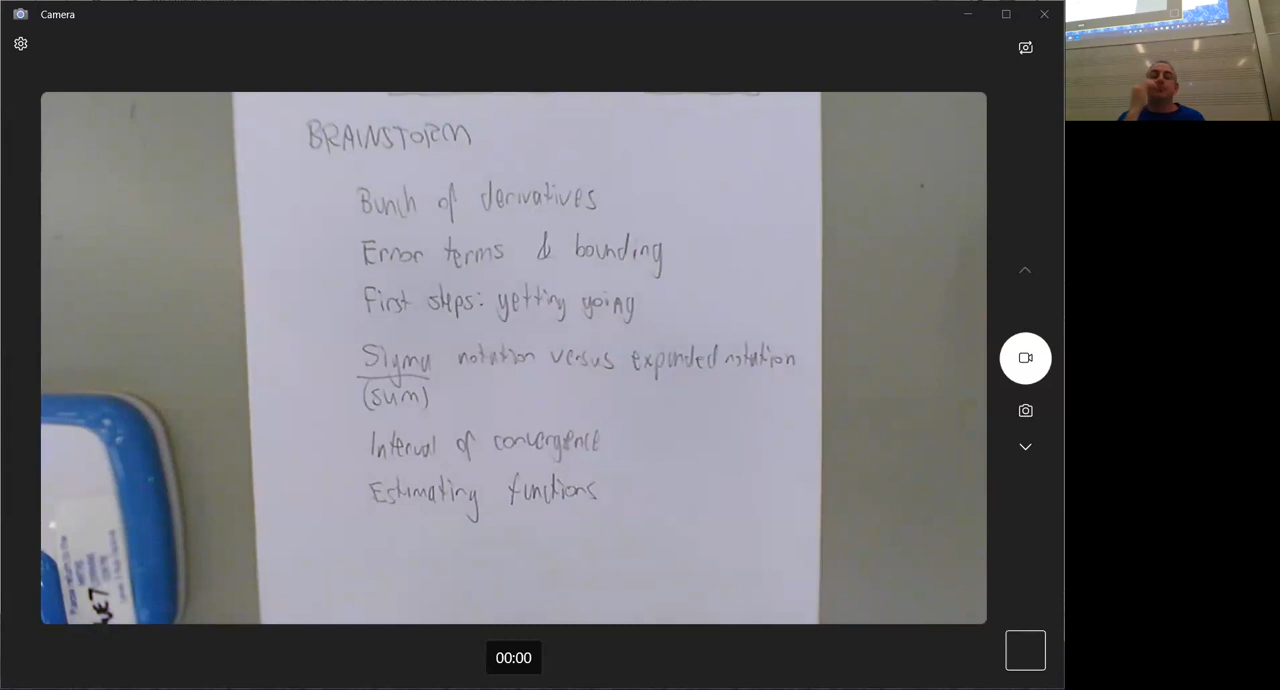 Camera
BRAINSTORM
Bunch of derivatives
Error terms & bounding
First steps: getting going
Sigma notation versus expanded notation
(sum)
Interval of convergence
Estimating functions
00:00